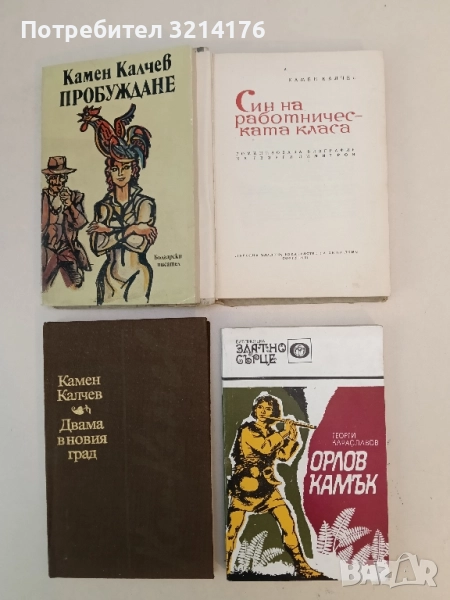 Потребител 3214176
Камен Калчев
ПРОБУЖДАНЕ
Български
писател
КАМЕН КАЛЧЕВ
Син на
работничес-
ката класа
Камен
Калчев
Двама
в новия
град
ЗЛАТНО
СЪРЦЕ
ГЕОРГИ
КАРАСЛАВОВ
ОРЛОВ
КАМЪК
BAZAR